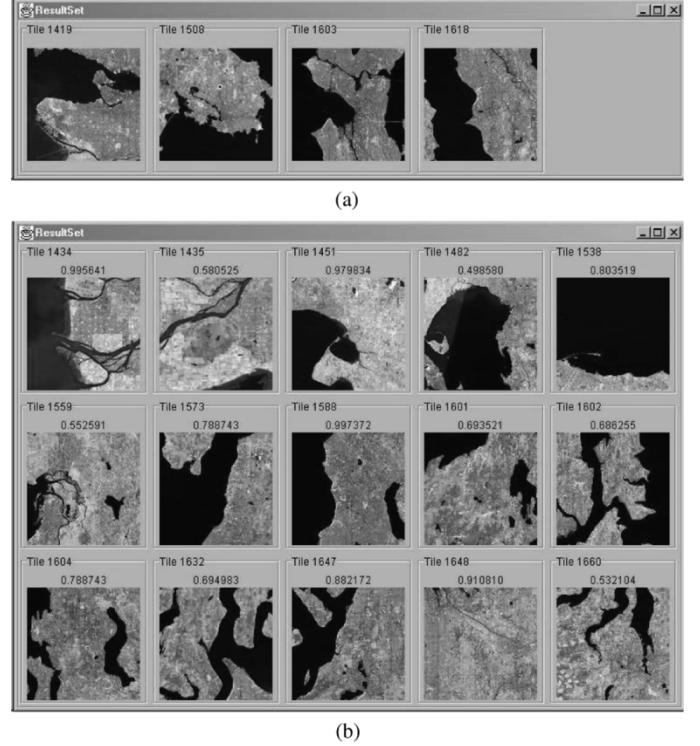 ResultSet
Tile 1419 Tile 1508 Tile 1603 Tile 1618
(a)
ResultSet
Tile 1434 Tile 1435 Tile 1451 Tile 1482 Tile 1538
0.995641 0.580525 0.979834 0.498580 0.803519
Tile 1559 Tile 1573 Tile 1588 Tile 1601 Tile 1602
0.552591 0.788743 0.997372 0.693521 0.686255
Tile 1604 Tile 1632 Tile 1647 Tile 1648 Tile 1660
0.788743 0.694983 0.882172 0.910810 0.532104
(b)